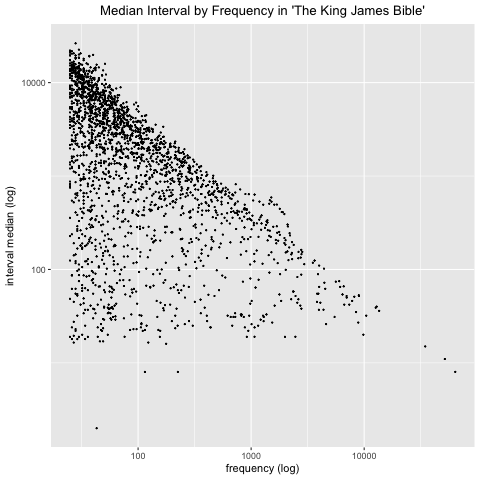 Median Interval by Frequency in 'The King James Bible'
interval median (log)
10000
100
100
1000
10000
frequency (log)